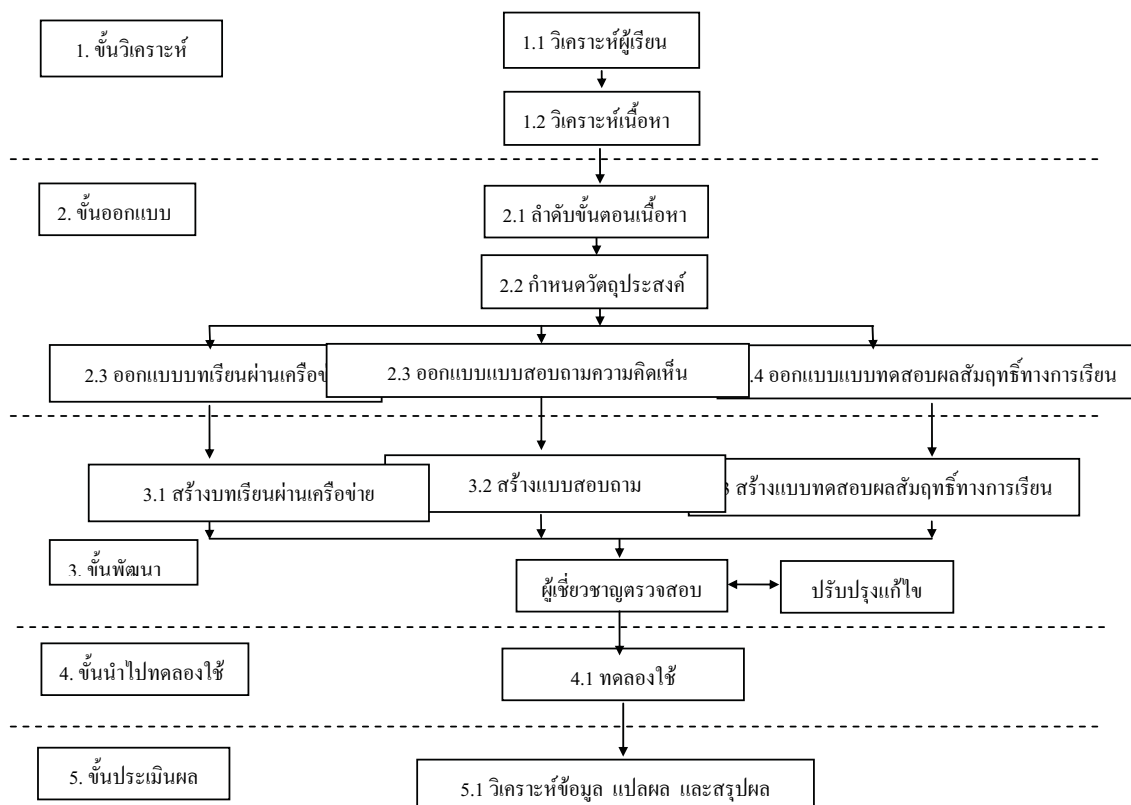 1. ขั้นวิเคราะห์
1.1 วิเคราะห์ผู้เรียน
1.2 วิเคราะห์เนื้อหา
2. ขั้นออกแบบ
2.1 ลำดับขั้นตอนเนื้อหา
2.2 กำหนดวัตถุประสงค์
2.3 ออกแบบบทเรียนผ่านเครือข่
2.3 ออกแบบแบบสอบถามความคิดเห็น
.4 ออกแบบแบบทดสอบผลสัมฤทธิ์ทางการเรียน
3.1 สร้างบทเรียนผ่านเครือข่าย
3.2 สร้างแบบสอบถาม
3 สร้างแบบทดสอบผลสัมฤทธิ์ทางการเรียน
3. ขั้นพัฒนา
ผู้เชี่ยวชาญตรวจสอบ
ปรับปรุงแก้ไข
4. ขั้นนำไปทดลองใช้
4.1 ทดลองใช้
5. ขั้นประเมินผล
5.1 วิเคราะห์ข้อมูล แปลผล และสรุปผล